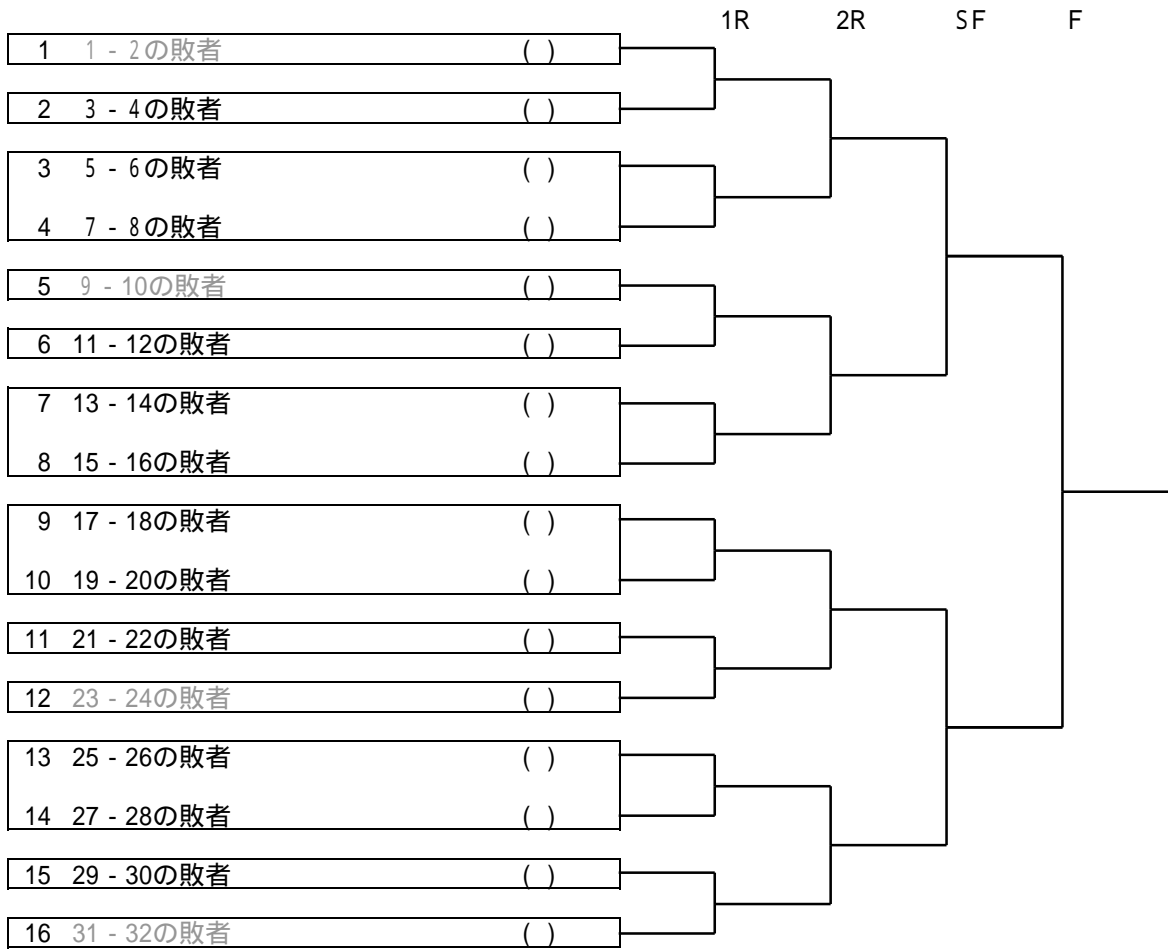 1R 2R SF F
1 1 - 2の敗者 ( )
2 3 - 4の敗者 ( )
3 5 - 6の敗者 ( )
4 7 - 8の敗者 ( )
5 9 - 10の敗者 ( )
6 11 - 12の敗者 ( )
7 13 - 14の敗者 ( )
8 15 - 16の敗者 ( )
9 17 - 18の敗者 ( )
10 19 - 20の敗者 ( )
11 21 - 22の敗者 ( )
12 23 - 24の敗者 ( )
13 25 - 26の敗者 ( )
14 27 - 28の敗者 ( )
15 29 - 30の敗者 ( )
16 31 - 32の敗者 ( )